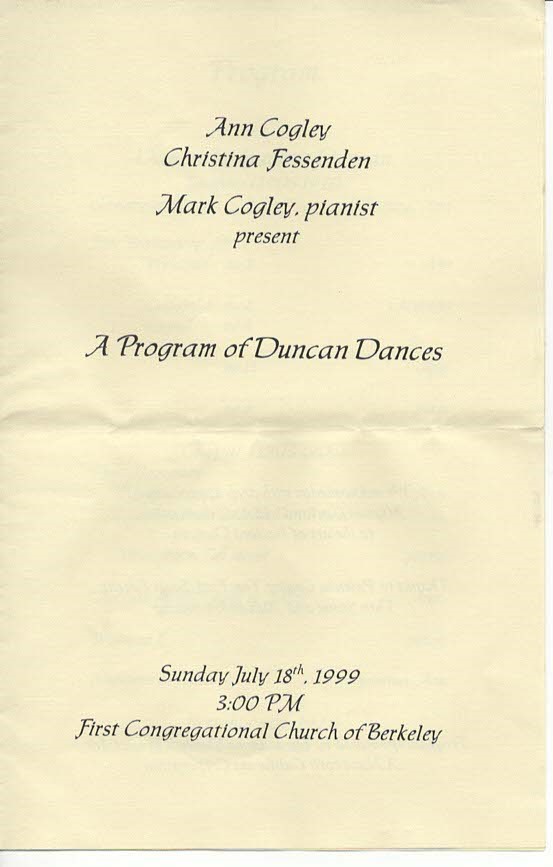 Ann Cogley
Christina Fessenden
Mark Cogley, pianist
present
A Program of Duncan Dances
Sunday July 18th, 1999
3:00 PM
First Congregational Church of Berkeley